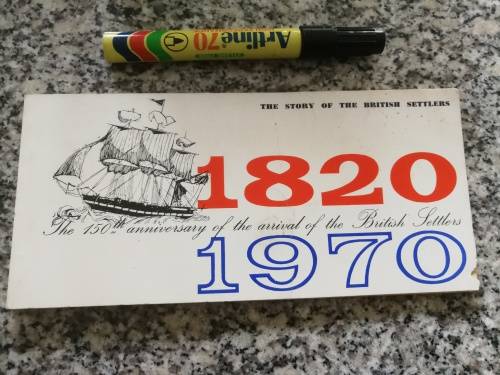 Artline 70
THE STORY OF THE BRITISH SETTLERS
1820
The 150th anniversary of the arrival of the British Settlers
1970